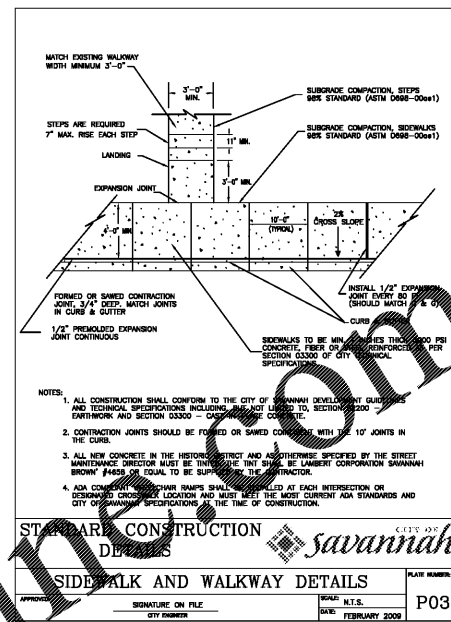 MATCH EXISTING WALKWAY
WIDTH MINIMUM 3'-0"
3'-0"
MIN.
SUBGRADE COMPACTION, STEPS
98% STANDARD (ASTM D698-00ae1)
STEPS ARE REQUIRED
7" MAX. RISE EACH STEP
11" MIN.
SUBGRADE COMPACTION, SIDEWALKS
98% STANDARD (ASTM D698-00ae1)
LANDING
3'-0" MIN.
EXPANSION JOINT
MIN.
10'-0"
(TYPICAL)
2%
CROSS SLOPE
FORMED OR SAWED CONTRACTION
JOINT, 3/4" DEEP. MATCH JOINTS
IN CURB & GUTTER
1/2" PREMOLDED EXPANSION
JOINT CONTINUOUS
INSTALL 1/2" EXPANSION
JOINT EVERY 80
(SHOULD MATCH
CURB &
SIDEWALKS TO BE MIN. THICK, PSI
CONCRETE, FIBER OR REINFORCED AS PER
SECTION 03300 OF CITY TECHNICAL
SPECIFICATIONS.
NOTES:
1. ALL CONSTRUCTION SHALL CONFORM TO THE CITY OF SAVANNAH DEVELOPMENT GUIDELINES
AND TECHNICAL SPECIFICATIONS INCLUDING, BUT NOT LIMITED TO, SECTION
EARTHWORK AND SECTION 03300 - CAST-IN-PLACE CONCRETE.
2. CONTRACTION JOINTS SHOULD BE FORMED OR SAWED WITH THE 10' JOINTS IN
THE CURB.
3. ALL NEW CONCRETE IN THE HISTORIC DISTRICT AND AS OTHERWISE SPECIFIED BY THE STREET
MAINTENANCE DIRECTOR MUST BE TINTED. THE TINT SHALL BE LAMBERT CORPORATION SAVANNAH
BROWN" #4658 OR EQUAL TO BE SUPPLIED BY THE CONTRACTOR.
4. ADA COMPLIANT WHEELCHAIR RAMPS SHALL BE INSTALLED AT EACH INTERSECTION OR
DESIGNATED CROSSWALK LOCATION AND MUST MEET THE MOST CURRENT ADA STANDARDS AND
CITY OF SAVANNAH SPECIFICATIONS AT THE TIME OF CONSTRUCTION.
STANDARD CONSTRUCTION
DETAILS
CITY OF
savannah
SIDEWALK AND WALKWAY DETAILS
PLATE NUMBER:
P03
APPROVED:
SIGNATURE ON FILE
CITY ENGINEER
SCALE: N.T.S.
DATE: FEBRUARY 2009